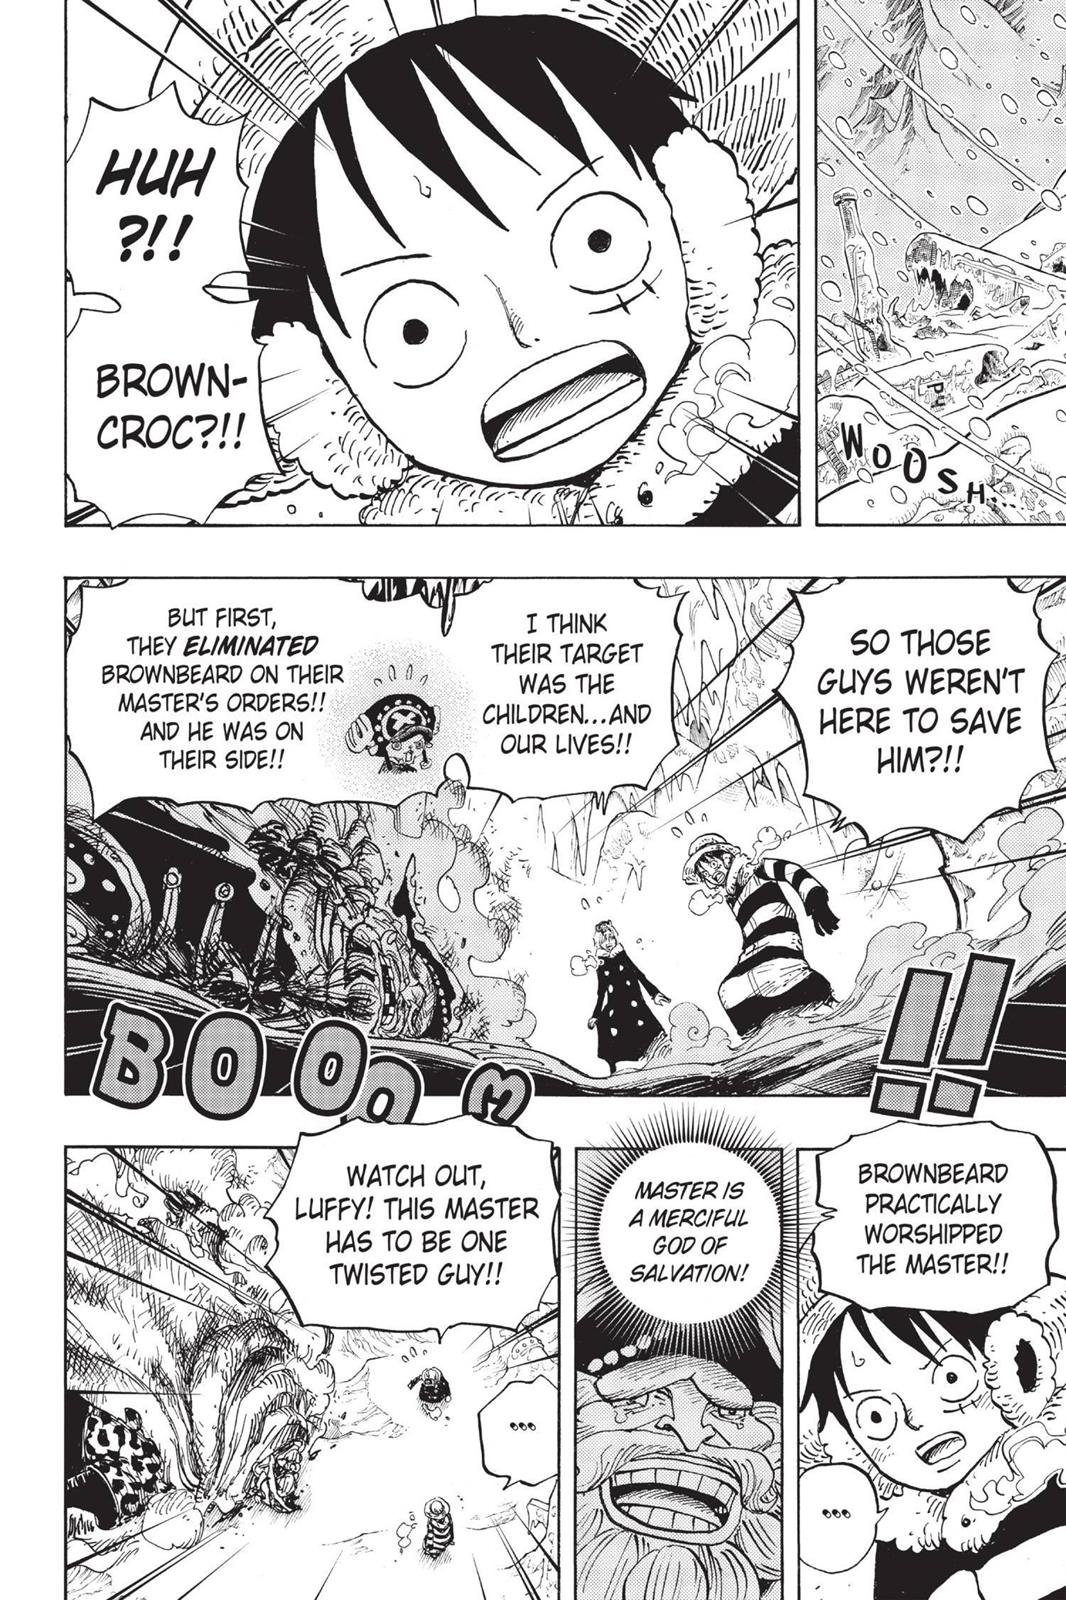 WOOSH...
HUH
?!!
BROWN-
CROC?!!
SO THOSE
GUYS WEREN'T
HERE TO SAVE
HIM?!!
I THINK
THEIR TARGET
WAS THE
CHILDREN...AND
OUR LIVES!!
BUT FIRST,
THEY ELIMINATED
BROWNBEARD ON THEIR
MASTER'S ORDERS!!
AND HE WAS ON
THEIR SIDE!!
!!
BOOOOM
BROWNBEARD
PRACTICALLY
WORSHIPPED
THE MASTER!!
....
MASTER IS
A MERCIFUL
GOD OF
SALVATION!
WATCH OUT,
LUFFY! THIS MASTER
HAS TO BE ONE
TWISTED GUY!!
...